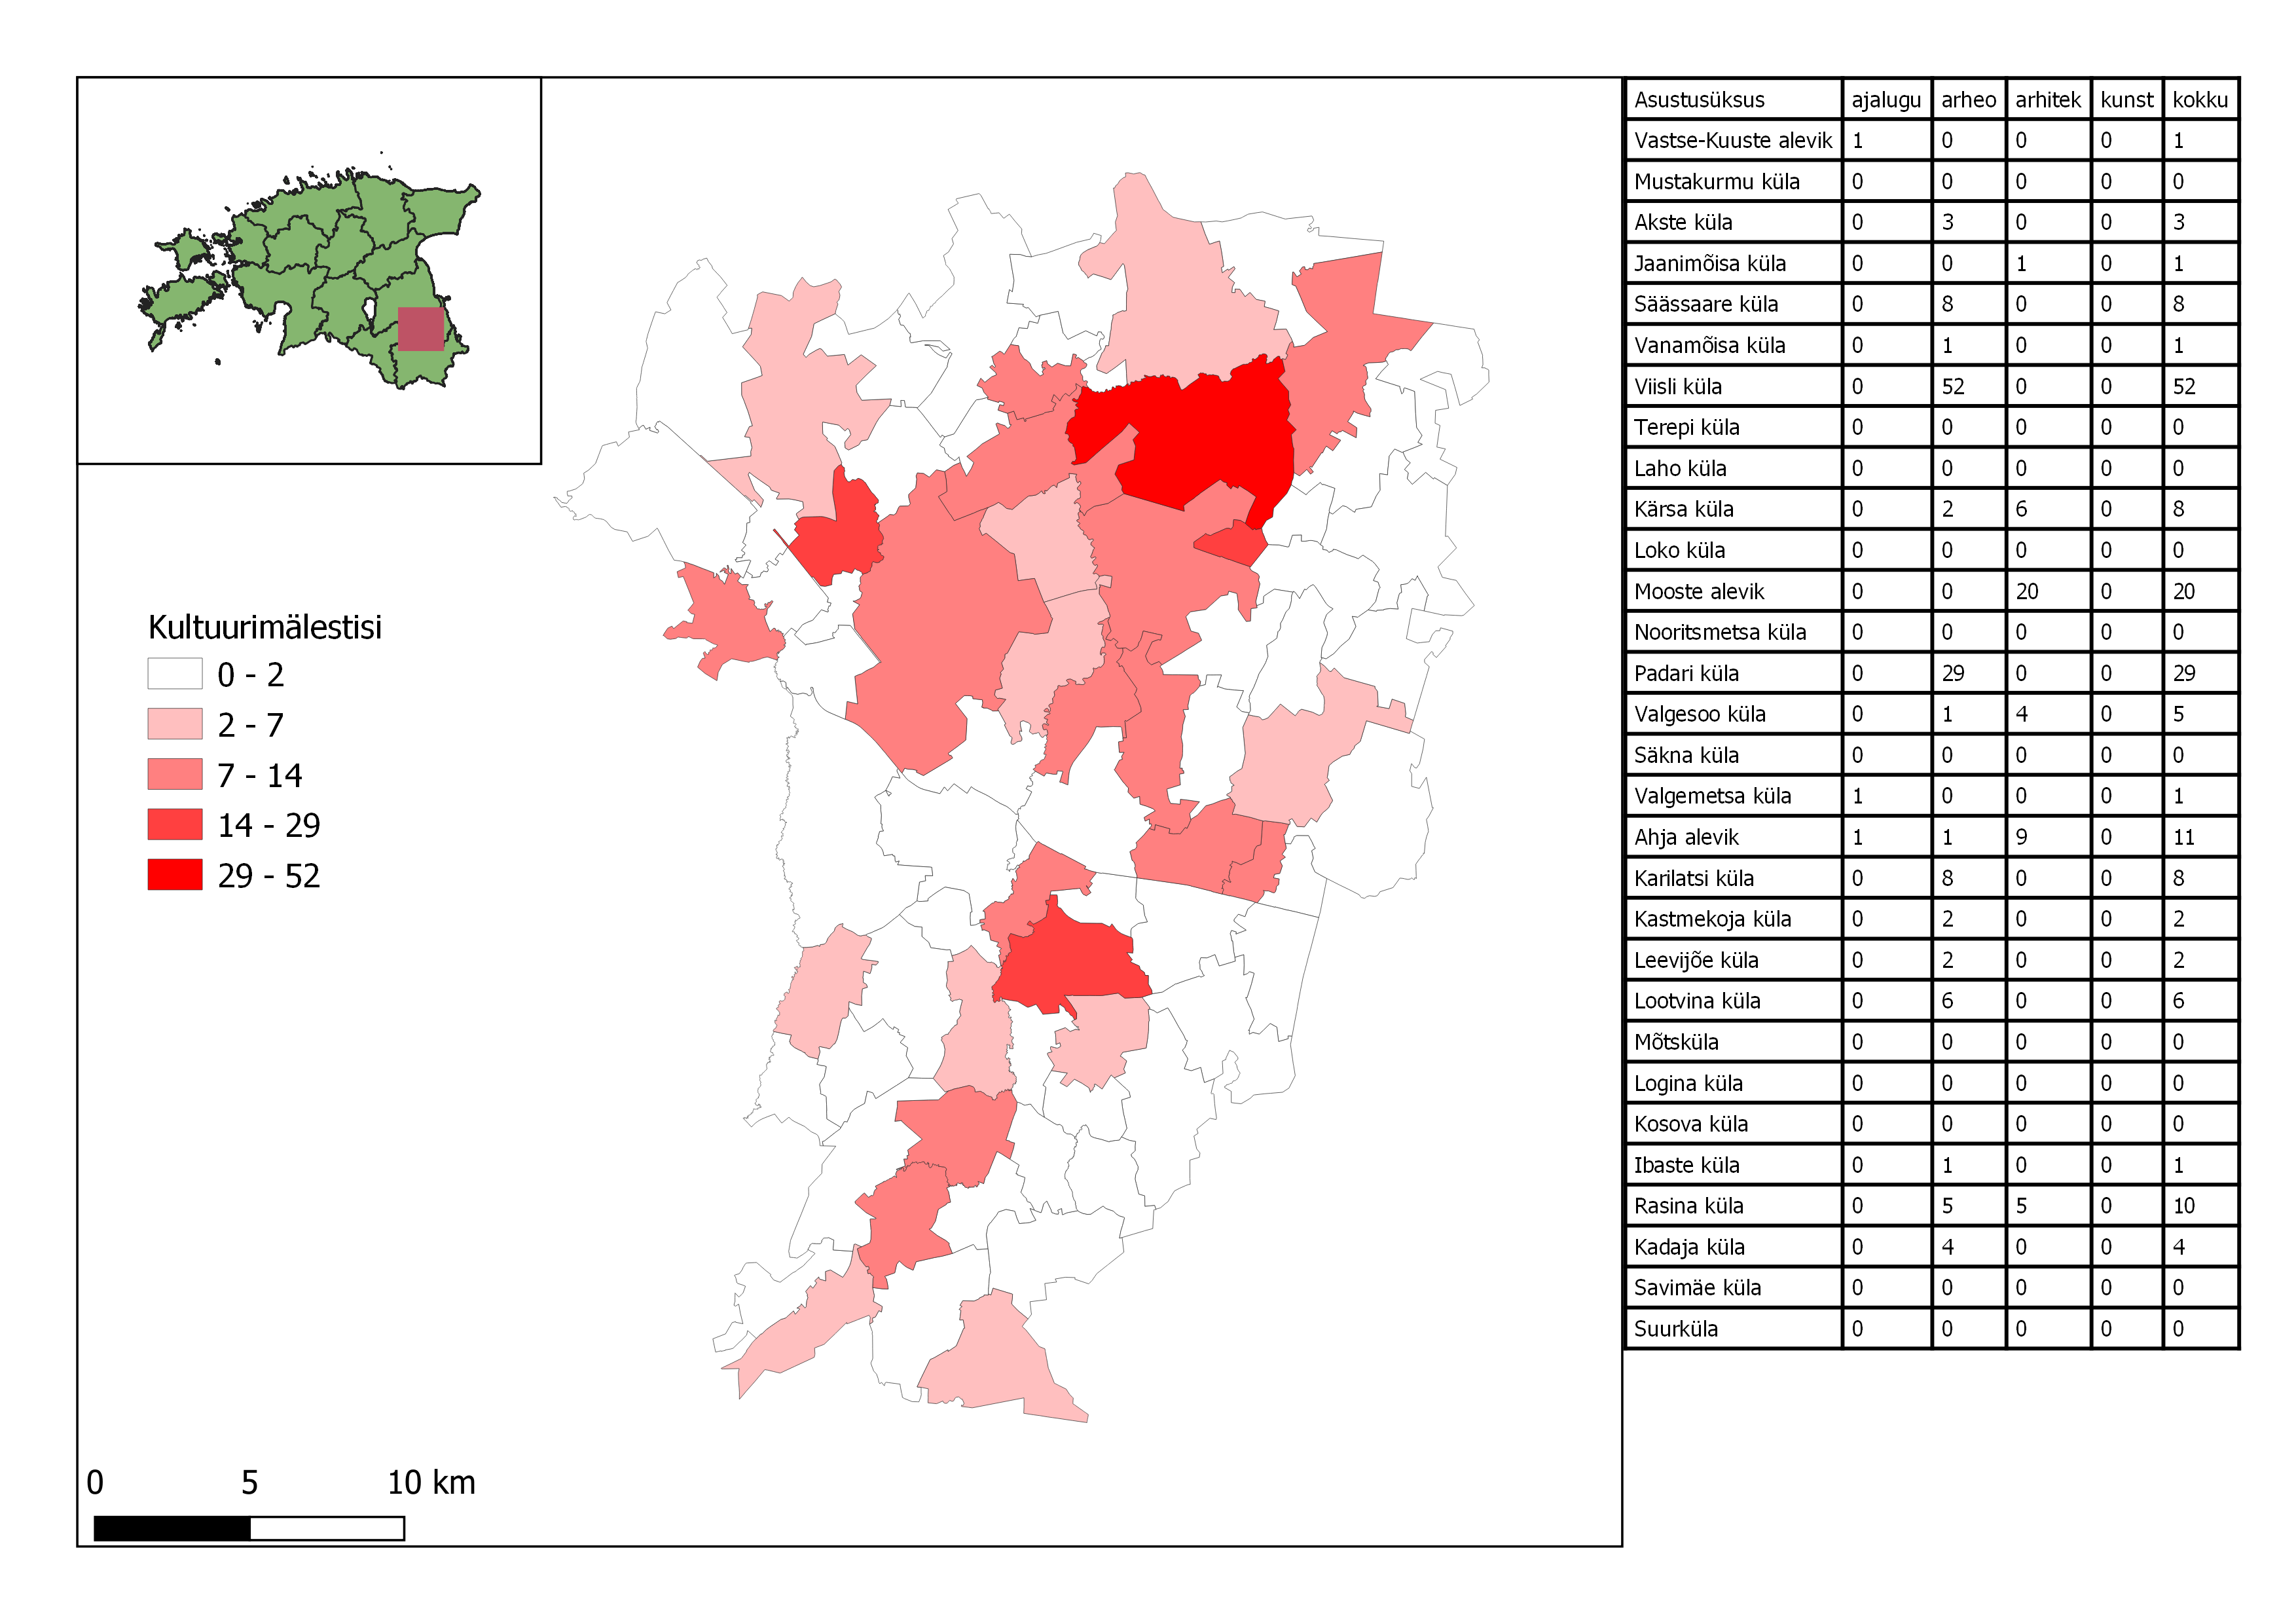 Kultuurimälestisi
0 - 2
2 - 7
7 - 14
14 - 29
29 - 52
0 5 10 km
Asustusüksus ajalugu arheo arhitek kunst kokku
Vastse-Kuuste alevik 1 0 0 0 1
Mustakurmu küla 0 0 0 0 0
Akste küla 0 3 0 0 3
Jaanimõisa küla 0 0 1 0 1
Säässaare küla 0 8 0 0 8
Vanamõisa küla 0 1 0 0 1
Viisli küla 0 52 0 0 52
Terepi küla 0 0 0 0 0
Laho küla 0 0 0 0 0
Kärsa küla 0 2 6 0 8
Loko küla 0 0 0 0 0
Mooste alevik 0 0 20 0 20
Nooritsmetsa küla 0 0 0 0 0
Padari küla 0 29 0 0 29
Valgesoo küla 0 1 4 0 5
Säkna küla 0 0 0 0 0
Valgemetsa küla 1 0 0 0 1
Ahja alevik 1 1 9 0 11
Karilatsi küla 0 8 0 0 8
Kastmekoja küla 0 2 0 0 2
Leevijõe küla 0 2 0 0 2
Lootvina küla 0 6 0 0 6
Mõtsküla 0 0 0 0 0
Logina küla 0 0 0 0 0
Kosova küla 0 0 0 0 0
Ibaste küla 0 1 0 0 1
Rasina küla 0 5 5 0 10
Kadaja küla 0 4 0 0 4
Savimäe küla 0 0 0 0 0
Suurküla 0 0 0 0 0